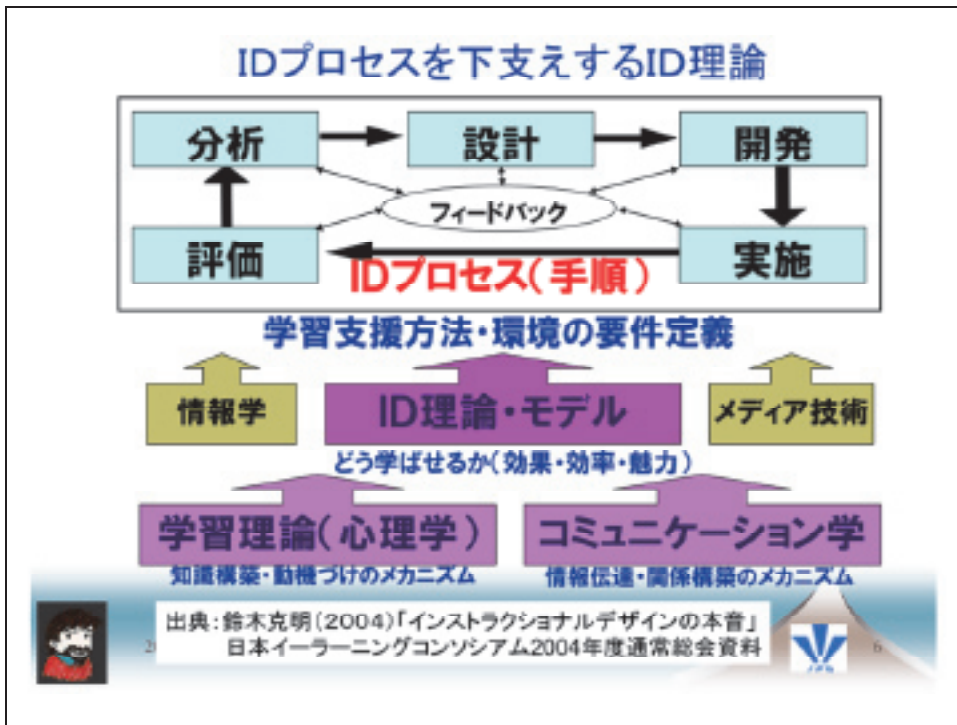 IDプロセスを下支えするID理論
分析
設計
開発
フィードバック
評価
実施
IDプロセス(手順)
学習支援方法・環境の要件定義
情報学
ID理論・モデル
メディア技術
どう学ばせるか(効果・効率・魅力)
学習理論(心理学)
コミュニケーション学
知識構築・動機づけのメカニズム
情報伝達・関係構築のメカニズム
出典:鈴木克明(2004)「インストラクショナルデザインの本音」
日本イーラーニングコンソシアム2004年度通常総会資料
6